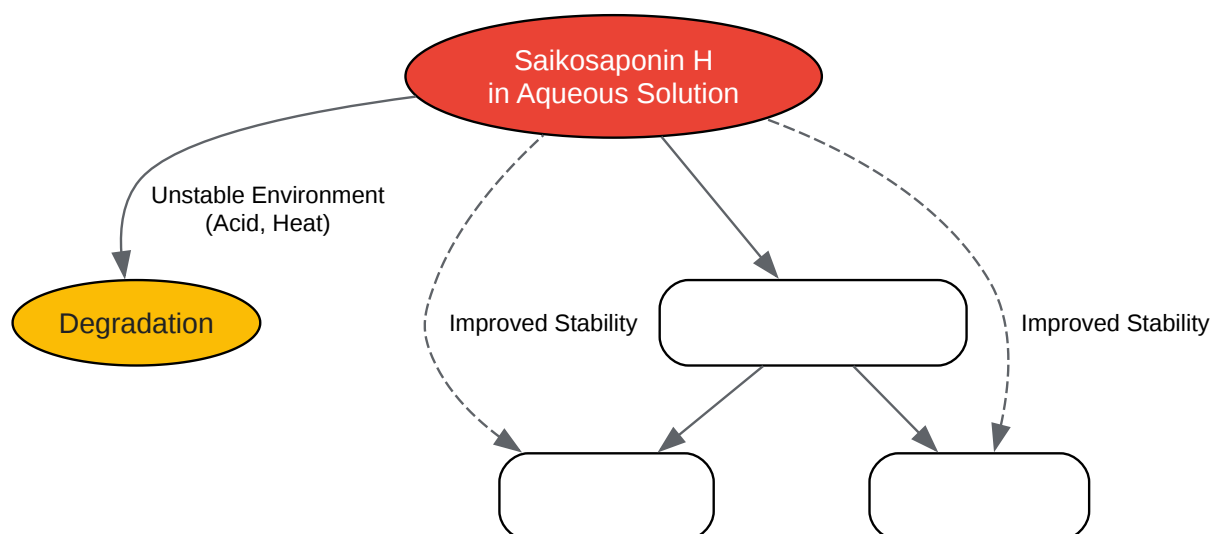 Saikosaponin H
in Aqueous Solution
Unstable Environment
(Acid, Heat)
Degradation
Improved Stability
Improved Stability